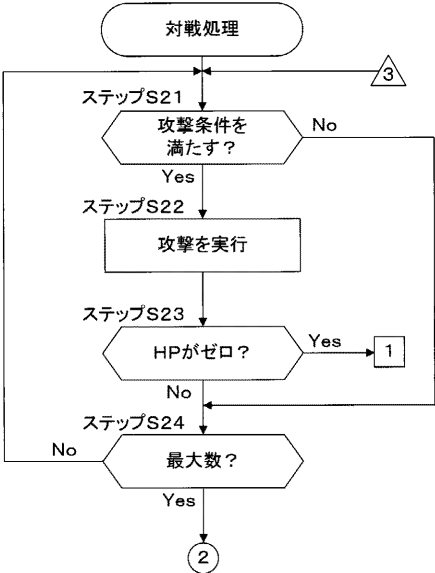 対戦処理
3
ステップS21
攻撃条件を
満たす?
No
Yes
ステップS22
攻撃を実行
ステップS23
HPがゼロ?
Yes
1
No
ステップS24
No
最大数?
Yes
2